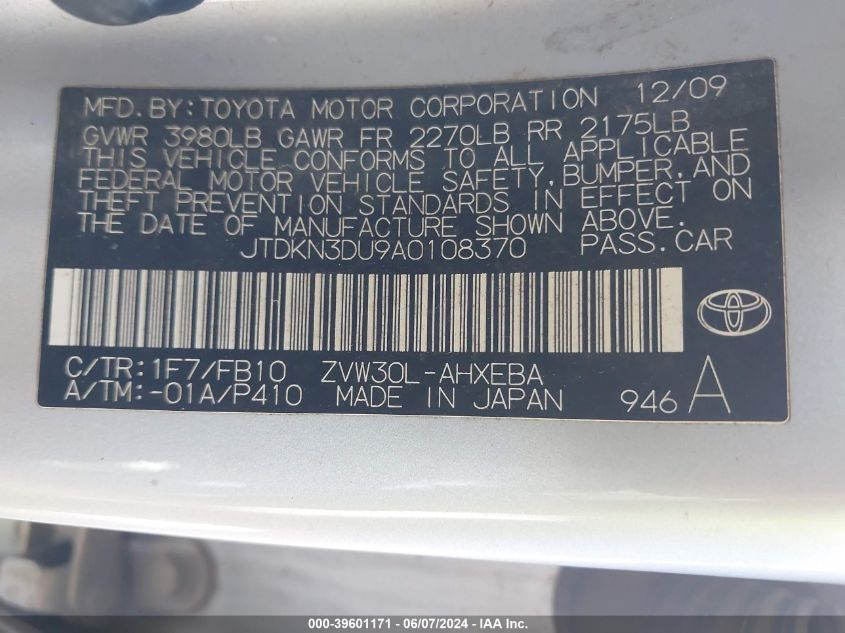 MFD.BY:TOYOTA MOTOR CORPORATION 12/09
GVWR 3980LB GAWR FR 2270LB RR 2175LB
THIS VEHICLE CONFORMS TO ALL APPLICABLE
FEDERAL MOTOR VEHICLE SAFETY,BUMPER,AND
THEFT PREVENTION STANDARDS IN EFFECT ON
THE DATE OF MANUFACTURE SHOWN ABOVE.
JTDKN3DU9A0108370 PASS.CAR
C/TR:1F7/FB10 ZVW30L-AHXEBA
A/TM:-01A/P410 MADE IN JAPAN 946 A
000-39601171 - 06/07/2024 - IAA Inc.